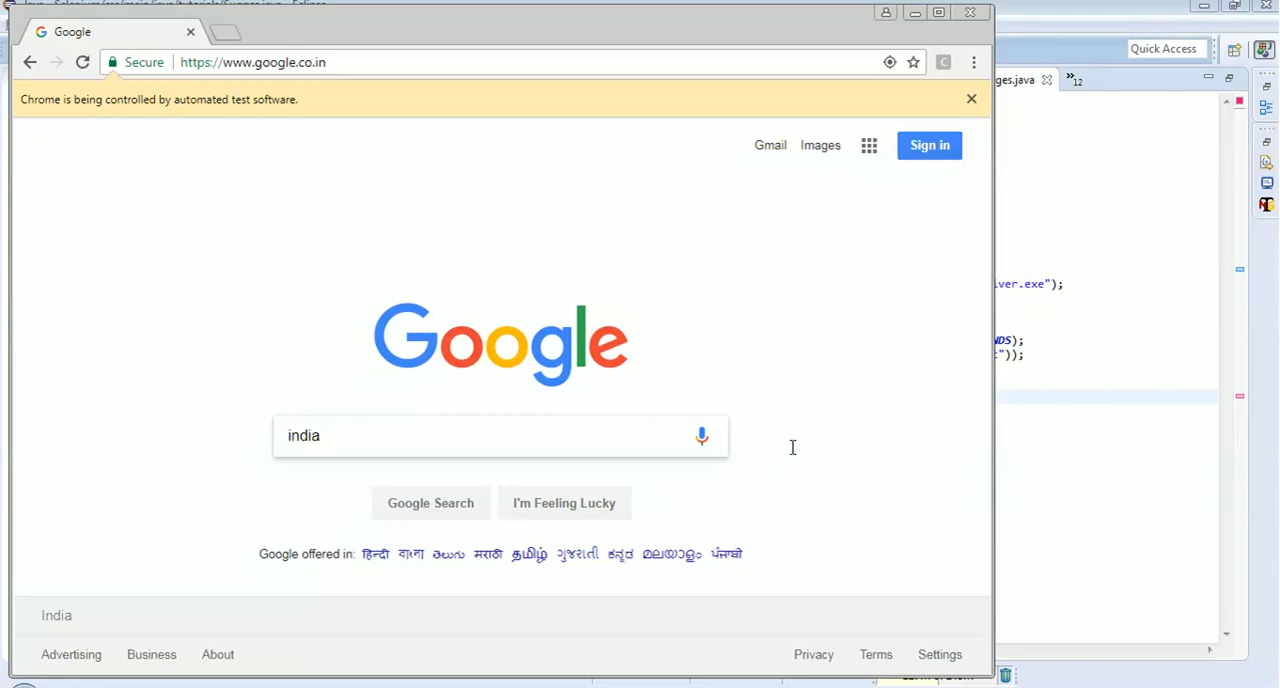 Google
Quick Access
Secure https://www.google.co.in
ges.java
12
Chrome is being controlled by automated test software.
Gmail Images Sign in
iver.exe");
Google
NDS);
"));
india
Google Search I'm Feeling Lucky
Google offered in: हिन्दी বাংলা తెలుగు मराठी தமிழ் ગુજરાતી ಕನ್ನಡ മലയാളം ਪੰਜਾਬੀ
India
Advertising Business About Privacy Terms Settings